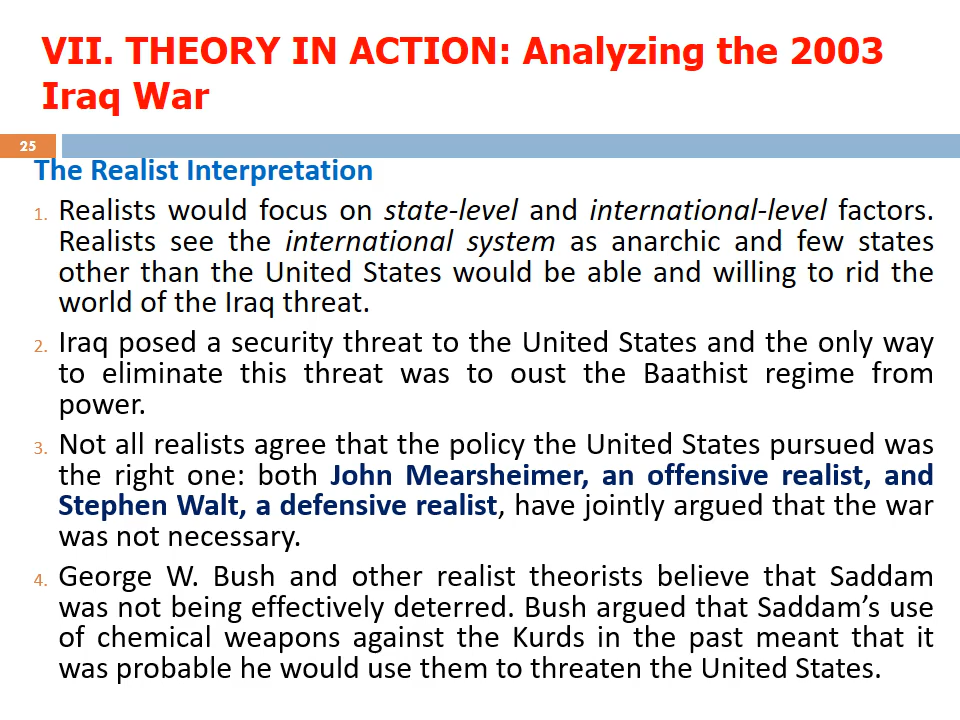 VII. THEORY IN ACTION: Analyzing the 2003
Iraq War
25
The Realist Interpretation
1. Realists would focus on state-level and international-level factors.
Realists see the international system as anarchic and few states
other than the United States would be able and willing to rid the
world of the Iraq threat.
2. Iraq posed a security threat to the United States and the only way
to eliminate this threat was to oust the Baathist regime from
power.
3. Not all realists agree that the policy the United States pursued was
the right one: both John Mearsheimer, an offensive realist, and
Stephen Walt, a defensive realist, have jointly argued that the war
was not necessary.
4. George W. Bush and other realist theorists believe that Saddam
was not being effectively deterred. Bush argued that Saddam’s use
of chemical weapons against the Kurds in the past meant that it
was probable he would use them to threaten the United States.